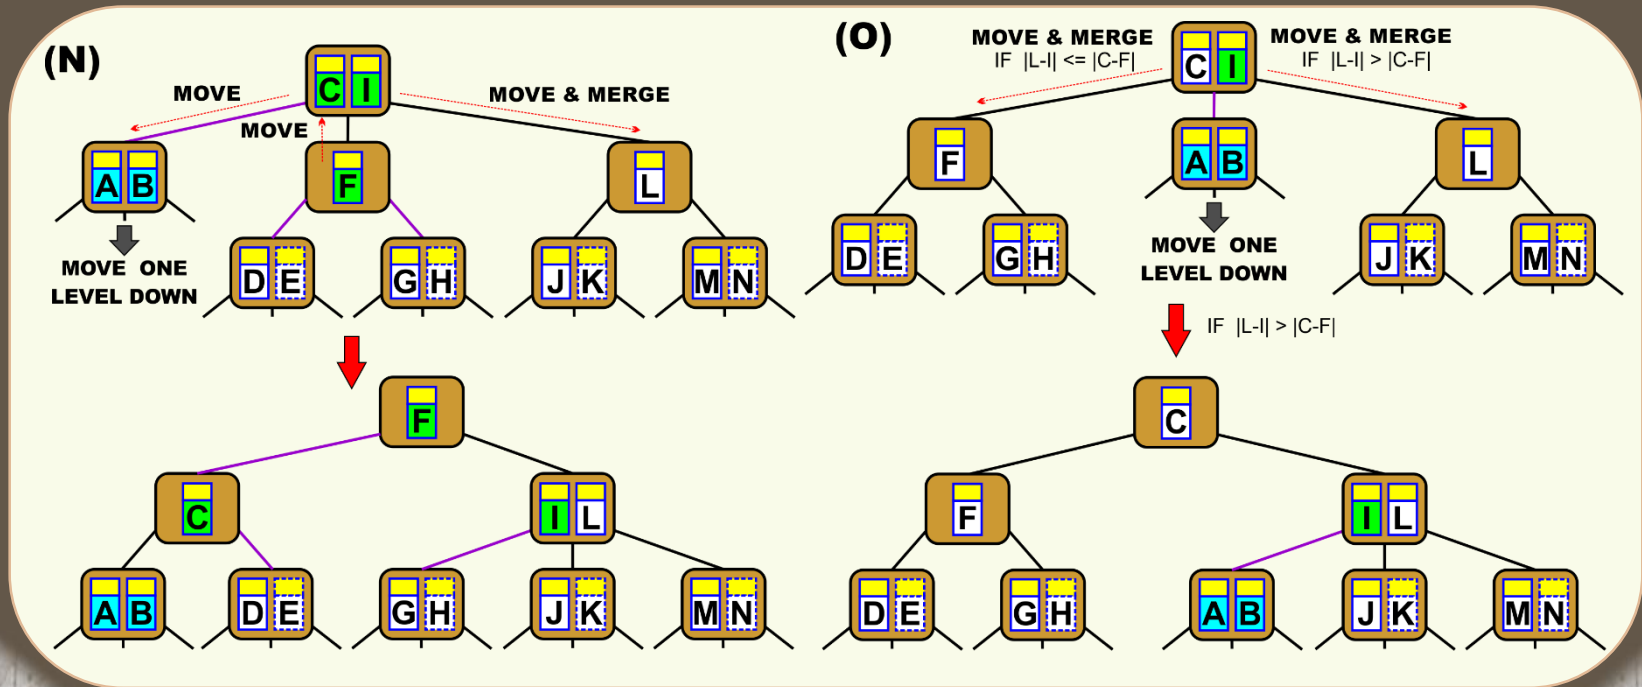 (N)
C I
MOVE
MOVE & MERGE
MOVE
A B
F
L
MOVE ONE
LEVEL DOWN
D E
G H
J K
M N
F
C
I L
A B
D E
G H
J K
M N
(O)
MOVE & MERGE
IF |L-I| <= |C-F|
C I
MOVE & MERGE
IF |L-I| > |C-F|
F
A B
L
MOVE ONE
LEVEL DOWN
D E
G H
J K
M N
IF |L-I| > |C-F|
C
F
I L
D E
G H
A B
J K
M N